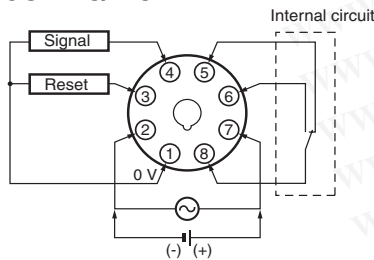 Internal circuit
Signal
Reset
4 5
3 6
2 7
1 8
0 V
(-) (+)